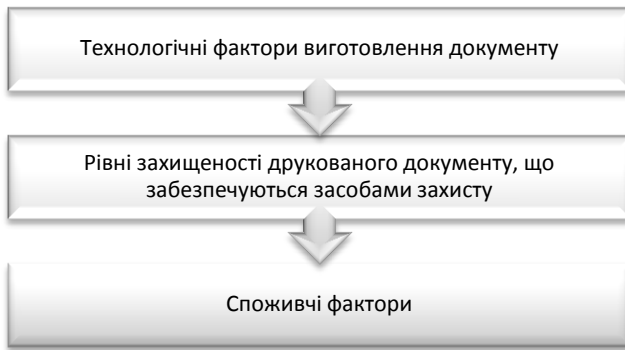 Технологічні фактори виготовлення документу
Рівні захищеності друкованого документу, що
забезпечуються засобами захисту
Споживчі фактори